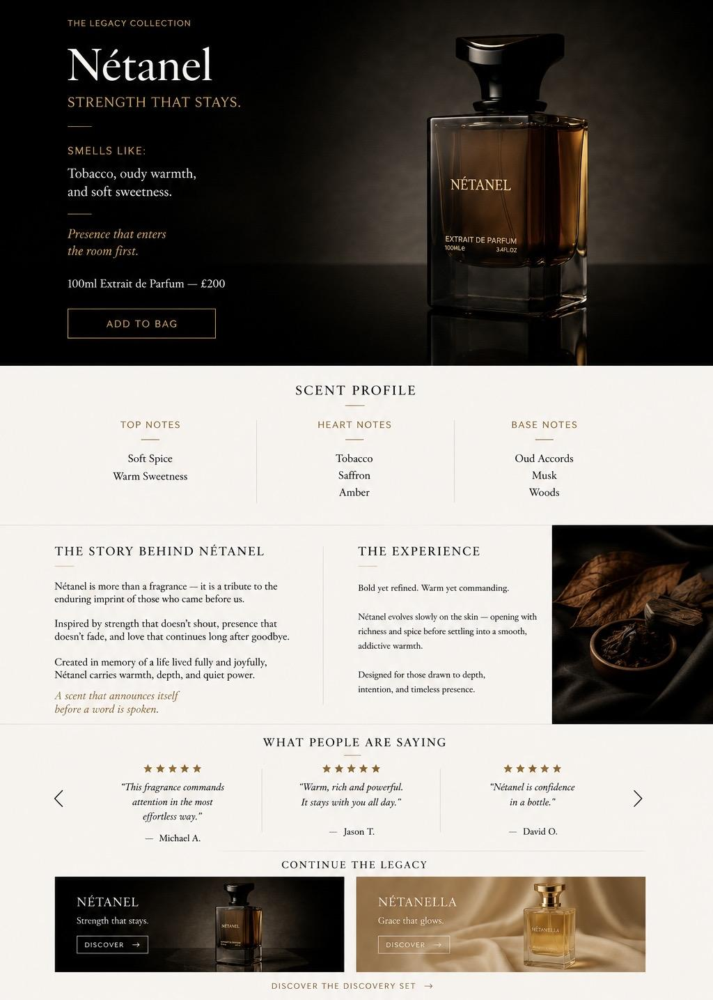 THE LEGACY COLLECTION
Nétanel
STRENGTH THAT STAYS.
SMELLS LIKE:
Tobacco, oudy warmth,
and soft sweetness.
Presence that enters
the room first.
100ml Extrait de Parfum — £200
ADD TO BAG
NÉTANEL
EXTRAIT DE PARFUM
100MLe 3.4FL.OZ
SCENT PROFILE
TOP NOTES
Soft Spice
Warm Sweetness
HEART NOTES
Tobacco
Saffron
Amber
BASE NOTES
Oud Accords
Musk
Woods
THE STORY BEHIND NÉTANEL
Nétanel is more than a fragrance — it is a tribute to the
enduring imprint of those who came before us.
Inspired by strength that doesn’t shout, presence that
doesn’t fade, and love that continues long after goodbye.
Created in memory of a life lived fully and joyfully,
Nétanel carries warmth, depth, and quiet power.
A scent that announces itself
before a word is spoken.
THE EXPERIENCE
Bold yet refined. Warm yet commanding.
Nétanel evolves slowly on the skin — opening with
richness and spice before settling into a smooth,
addictive warmth.
Designed for those drawn to depth,
intention, and timeless presence.
WHAT PEOPLE ARE SAYING
★★★★★
“This fragrance commands
attention in the most
effortless way.”
— Michael A.
★★★★★
“Warm, rich and powerful.
It stays with you all day.”
— Jason T.
★★★★★
“Nétanel is confidence
in a bottle.”
— David O.
CONTINUE THE LEGACY
NÉTANEL
Strength that stays.
DISCOVER →
NÉTANEL
NÉTANELLA
Grace that glows.
DISCOVER →
NÉTANELLA
DISCOVER THE DISCOVERY SET →